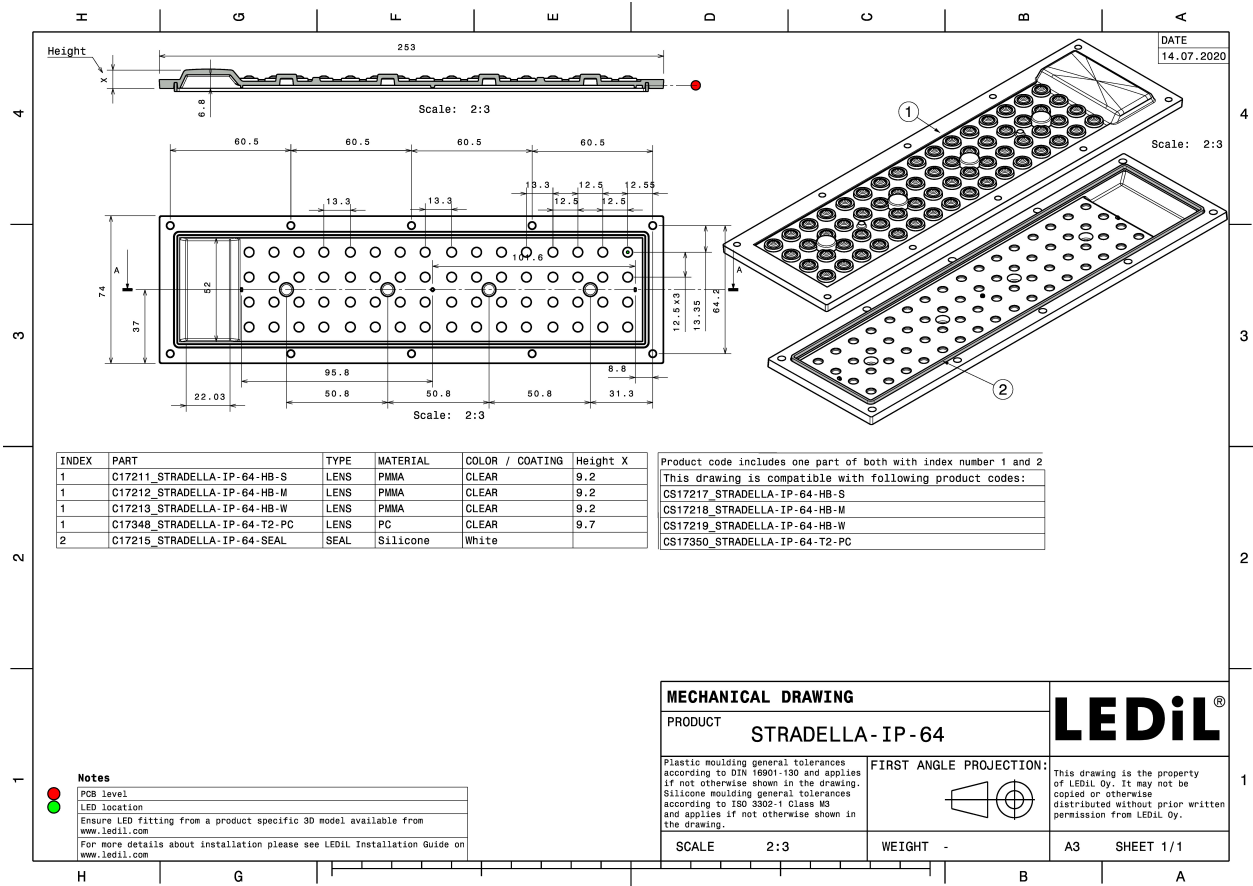 H G F E D C B A
DATE
14.07.2020
Height
253
X
6.8
Scale: 2:3
4
4
1
Scale: 2:3
60.5 60.5 60.5 60.5
13.3 12.5 12.55
13.3 13.3 12.5 12.5
101.6
A
A
74
52
37
12.5x3
13.35
64.2
3
3
95.8
8.8
22.03
50.8 50.8 50.8 31.3
Scale: 2:3
2
INDEX PART TYPE MATERIAL COLOR / COATING Height X
1 C17211_STRADELLA-IP-64-HB-S LENS PMMA CLEAR 9.2
1 C17212_STRADELLA-IP-64-HB-M LENS PMMA CLEAR 9.2
1 C17213_STRADELLA-IP-64-HB-W LENS PMMA CLEAR 9.2
1 C17348_STRADELLA-IP-64-T2-PC LENS PC CLEAR 9.7
2 C17215_STRADELLA-IP-64-SEAL SEAL Silicone White
Product code includes one part of both with index number 1 and 2
This drawing is compatible with following product codes:
CS17217_STRADELLA-IP-64-HB-S
CS17218_STRADELLA-IP-64-HB-M
CS17219_STRADELLA-IP-64-HB-W
CS17350_STRADELLA-IP-64-T2-PC
2
2
MECHANICAL DRAWING
PRODUCT
STRADELLA-IP-64
LEDiL®
Plastic moulding general tolerances
according to DIN 16901-130 and applies
if not otherwise shown in the drawing.
Silicone moulding general tolerances
according to ISO 3302-1 Class M3
and applies if not otherwise shown in
the drawing.
FIRST ANGLE PROJECTION:
This drawing is the property
of LEDiL Oy. It may not be
copied or otherwise
distributed without prior written
permission from LEDiL Oy.
SCALE 2:3 WEIGHT - A3 SHEET 1/1
1
1
Notes
PCB level
LED location
Ensure LED fitting from a product specific 3D model available from
www.ledil.com
For more details about installation please see LEDiL Installation Guide on
www.ledil.com
H G F E B A